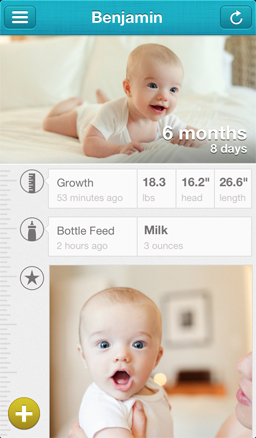 Benjamin
6 months
8 days
Growth 18.3 16.2" 26.6"
53 minutes ago lbs head length
Bottle Feed Milk
2 hours ago 3 ounces